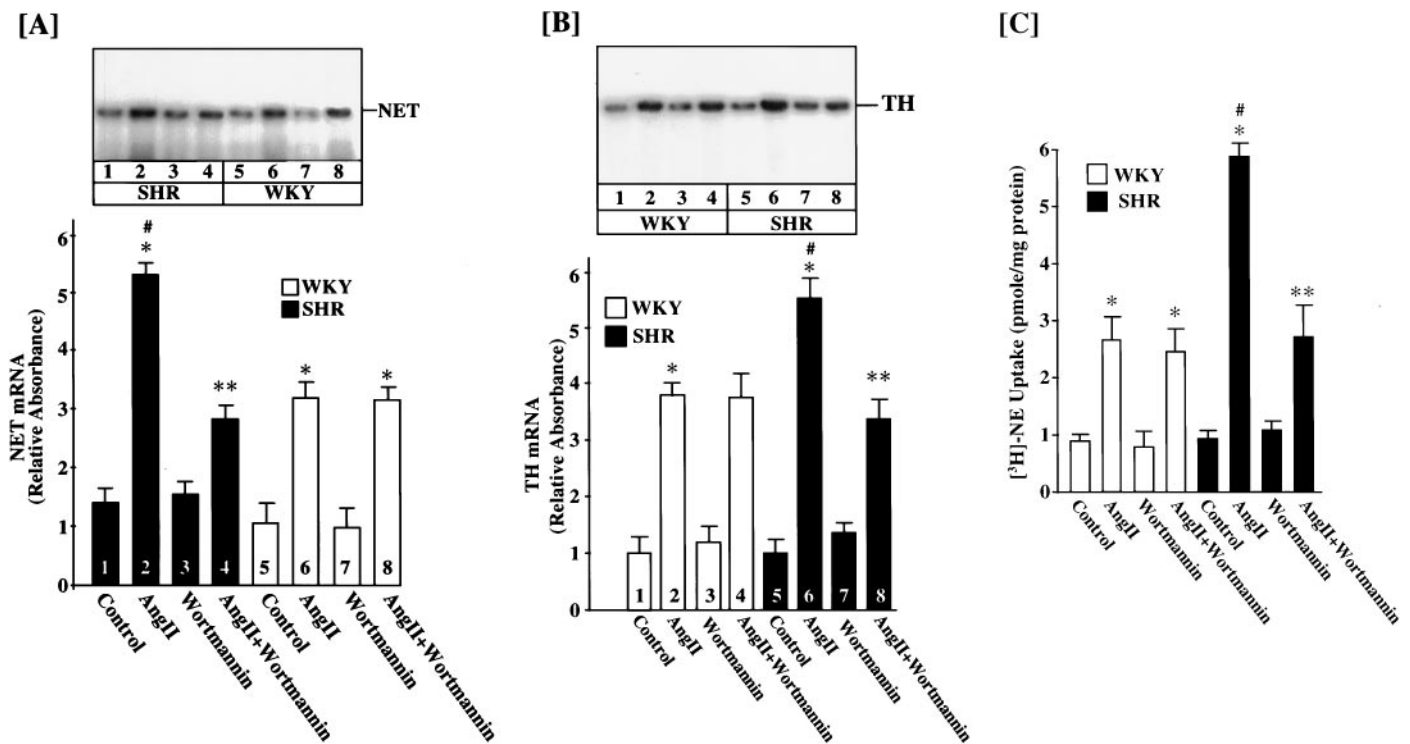 [A]
NET
1 2 3 4 5 6 7 8
SHR WKY
6
5
4
3
2
1
0
NET mRNA
(Relative Absorbance)
#
*
**
*
*
WKY
SHR
1 2 3 4 5 6 7 8
Control
AngII
Wortmannin
AngII+Wortmannin
Control
AngII
Wortmannin
AngII+Wortmannin
[B]
TH
1 2 3 4 5 6 7 8
WKY SHR
6
5
4
2
1
0
TH mRNA
(Relative Absorbance)
WKY
SHR
*
#
*
**
1 2 3 4 5 6 7 8
Control
AngII
Wortmannin
AngII+Wortmannin
Control
AngII
Wortmannin
AngII+Wortmannin
[C]
6
5
4
3
2
1
0
[³H]-NE Uptake (pmole/mg protein)
WKY
SHR
*
*
#
*
**
Control
AngII
Wortmannin
AngII+Wortmannin
Control
AngII
Wortmannin
AngII+Wortmannin